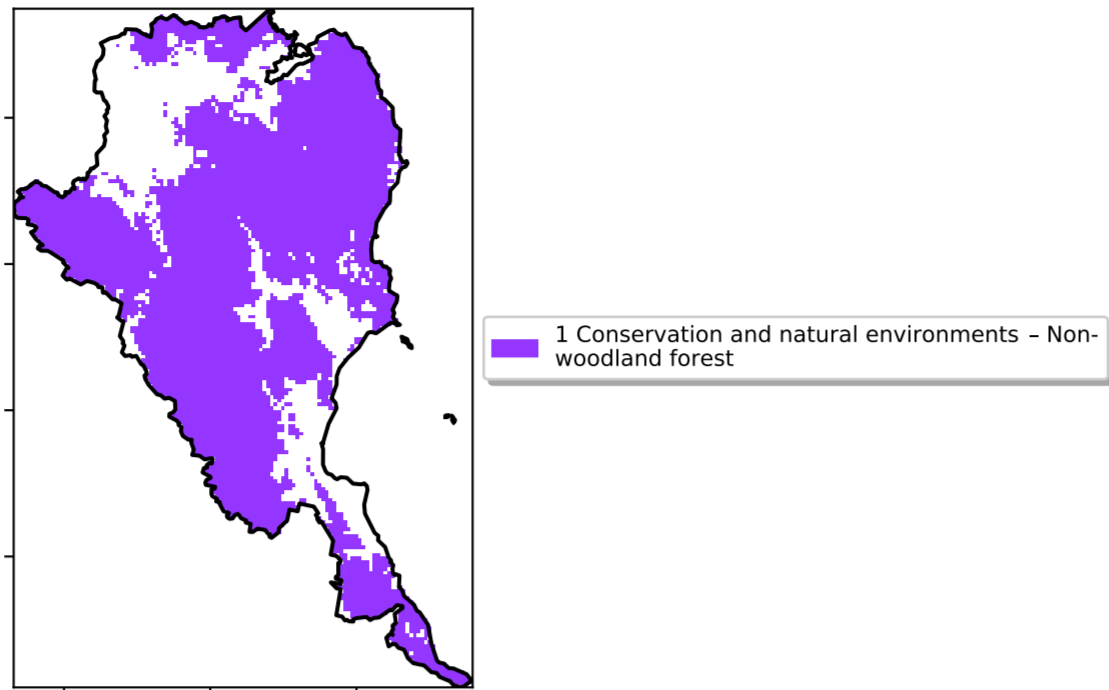 1 Conservation and natural environments – Non-
woodland forest